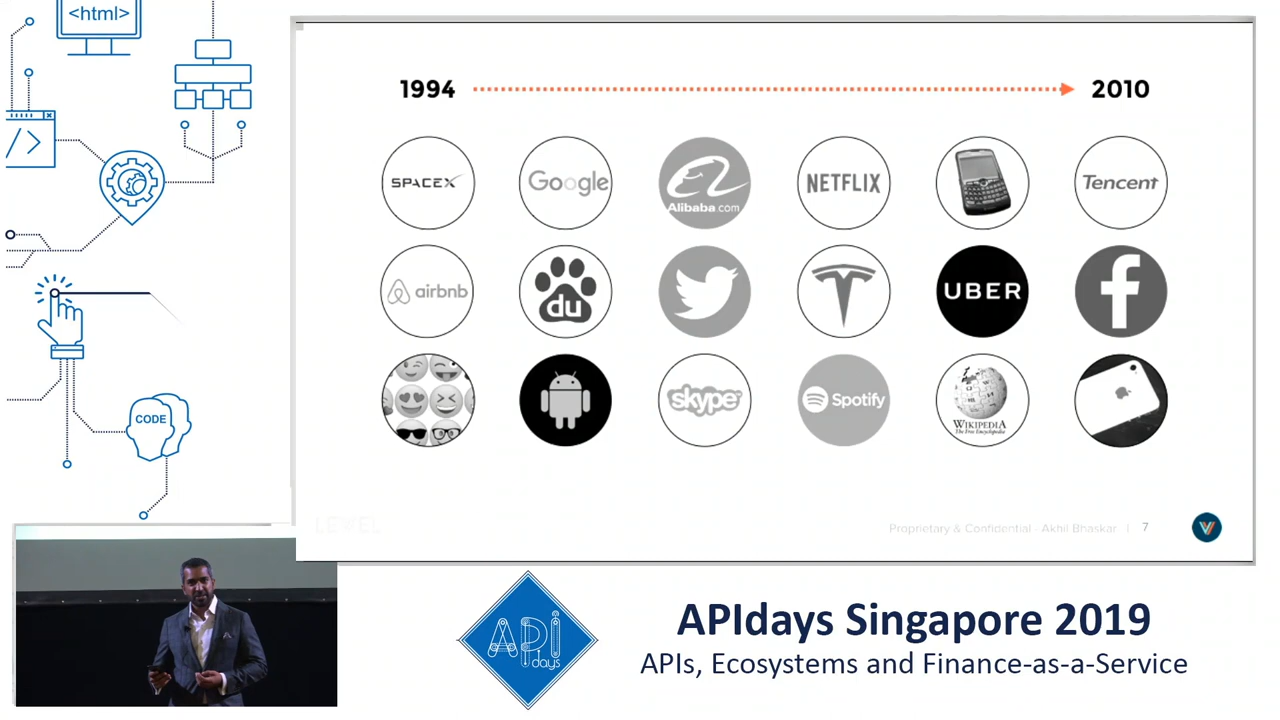 <html>
</>
CODE
1994
2010
SPACEX
Google
Alibaba.com
NETFLIX
Tencent
airbnb
du
UBER
f
skype
Spotify
WIKIPEDIA
The Free Encyclopedia
LEVEL
Proprietary & Confidential - Akhil Bhaskar | 7
API
days
APIdays Singapore 2019
APIs, Ecosystems and Finance-as-a-Service